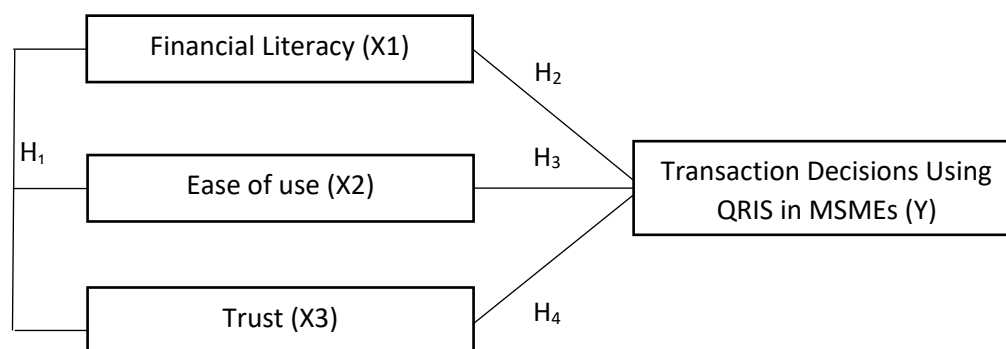 Financial Literacy (X1)
H₂
H₁
H₃
Ease of use (X2)
Transaction Decisions Using
QRIS in MSMEs (Y)
Trust (X3)
H₄